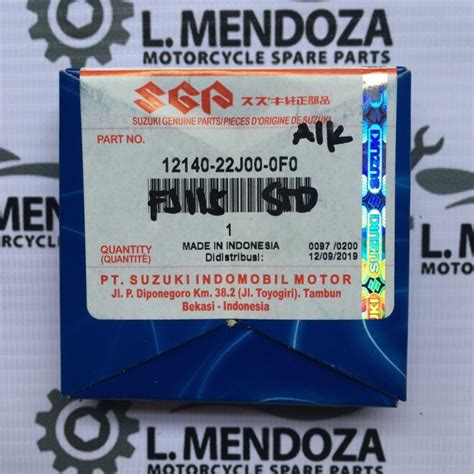 L. MENDOZA
MOTORCYCLE SPARE PARTS
SGP スズキ純正部品
SUZUKI GENUINE PARTS/PIECES D'ORIGINE DE SUZUKI
PART NO.
12140-22J00-0F0
STD
1
QUANTITY
(QUANTITÉ)
MADE IN INDONESIA
Didistribusi:
0097 /0200
12/09/2019
PT. SUZUKI INDOMOBIL MOTOR
Jl. P. Diponegoro Km. 38.2 (Jl. Toyogiri). Tambun
Bekasi - Indonesia
SUZUKI
SUZUKI
L. MENDOZA
MOTORCYCLE SPARE PARTS